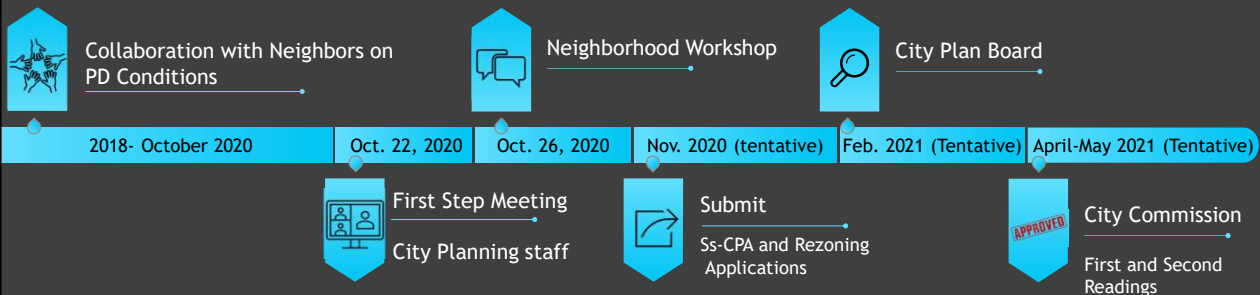 Collaboration with Neighbors on
PD Conditions
Neighborhood Workshop
City Plan Board
2018- October 2020
Oct. 22, 2020
Oct. 26, 2020
Nov. 2020 (tentative)
Feb. 2021 (Tentative)
April-May 2021 (Tentative)
First Step Meeting
City Planning staff
Submit
Ss-CPA and Rezoning
Applications
APPROVED
City Commission
First and Second
Readings